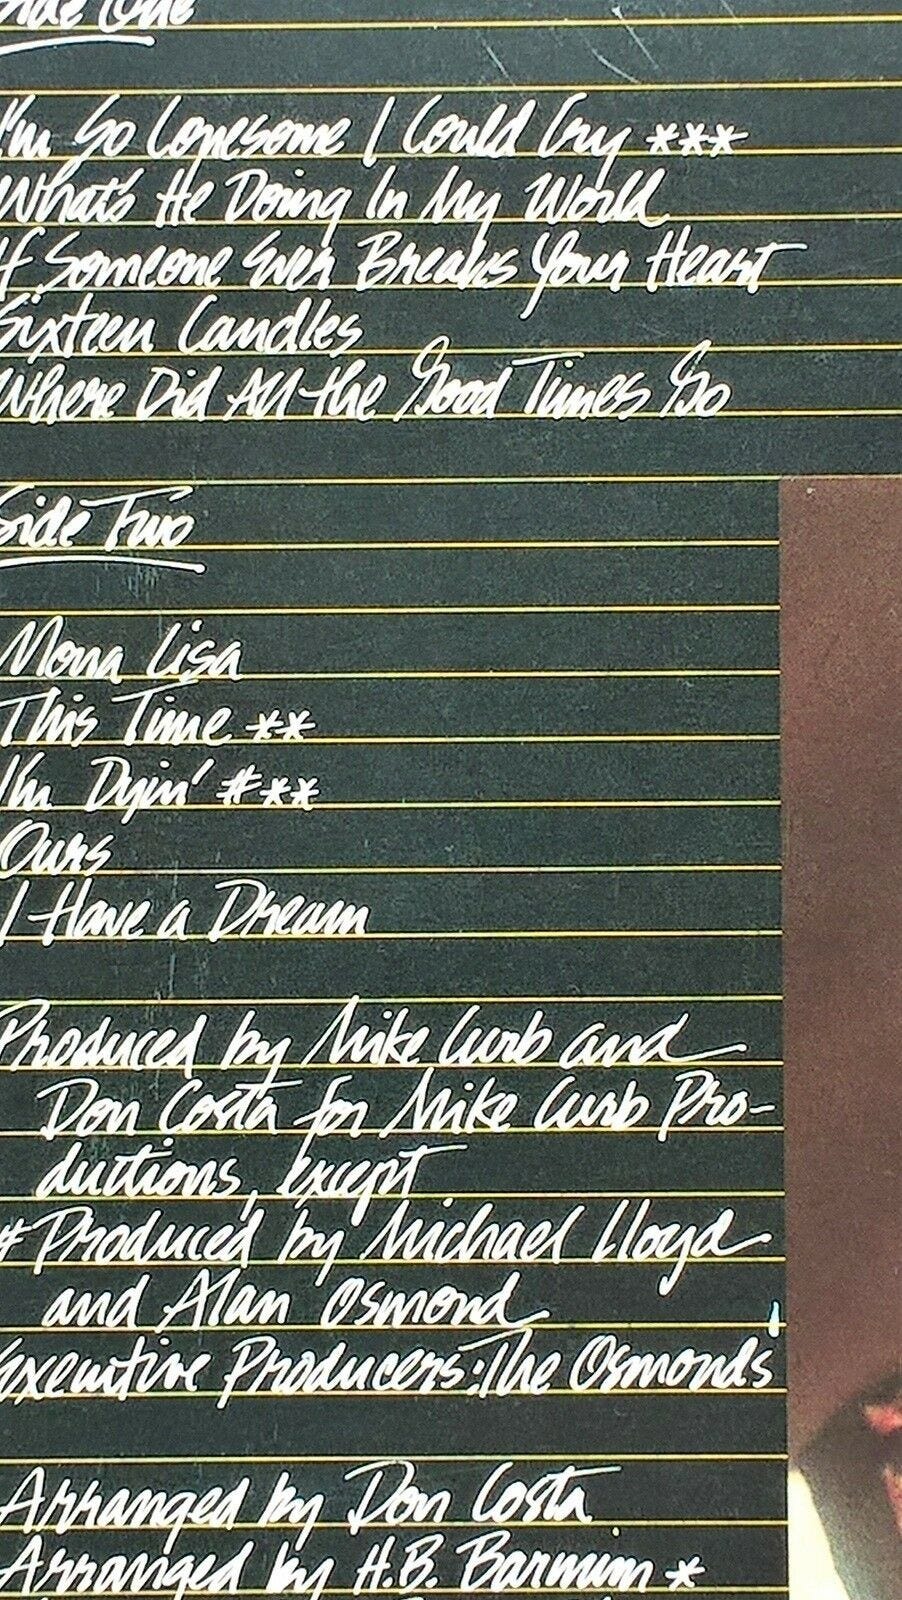 Side One
I'm So Lonesome I Could Cry ***
What's He Doing In My World
If Someone Ever Breaks Your Heart
Sixteen Candles
Where Did All the Good Times Go
Side Two
Mona Lisa
This Time **
I'm Dyin' #**
Ours
I Have a Dream
Produced by Mike Curb and
Don Costa for Mike Curb Pro-
ductions, except
# Produced by Michael Lloyd
and Alan Osmond
Executive Producers: The Osmonds
Arranged by Don Costa
Arranged by H.B. Barnum *